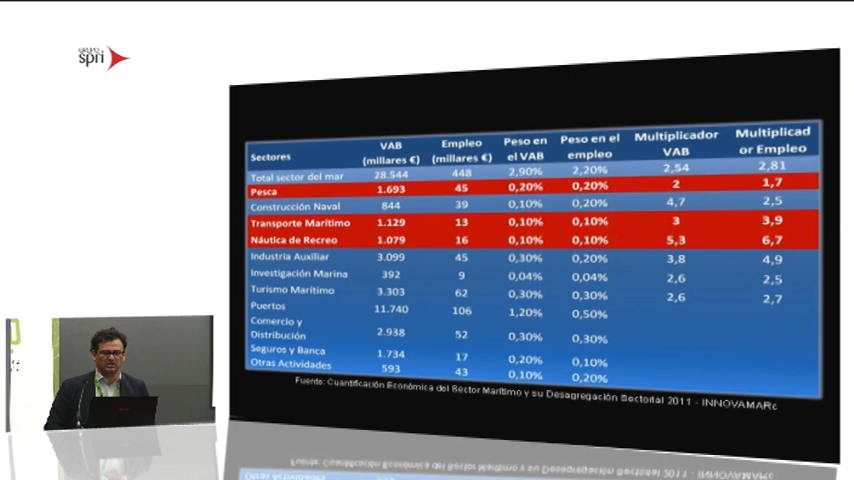 GRUPO
spri
Sectores VAB (millares €) Empleo (millares €) Peso en el VAB Peso en el empleo Multiplicador VAB Multiplicad or Empleo
Total sector del mar 28.544 448 2,90% 2,20% 2,54 2,81
Pesca 1.693 45 0,20% 0,20% 2 1,7
Construcción Naval 844 39 0,10% 0,20% 4,7 2,5
Transporte Marítimo 1.129 13 0,10% 0,10% 3 3,9
Náutica de Recreo 1.079 16 0,10% 0,10% 5,3 6,7
Industria Auxiliar 3.099 45 0,30% 0,20% 3,8 4,9
Investigación Marina 392 9 0,04% 0,04% 2,6 2,5
Turismo Marítimo 3.303 62 0,30% 0,30% 2,6 2,7
Puertos 11.740 106 1,20% 0,50%
Comercio y Distribución 2.938 52 0,30% 0,30%
Seguros y Banca 1.734 17 0,20% 0,10%
Otras Actividades 593 43 0,10% 0,20%
Fuente: Cuantificación Económica del Sector Marítimo y su Desagregación Sectorial 2011 - INNOVAMARc